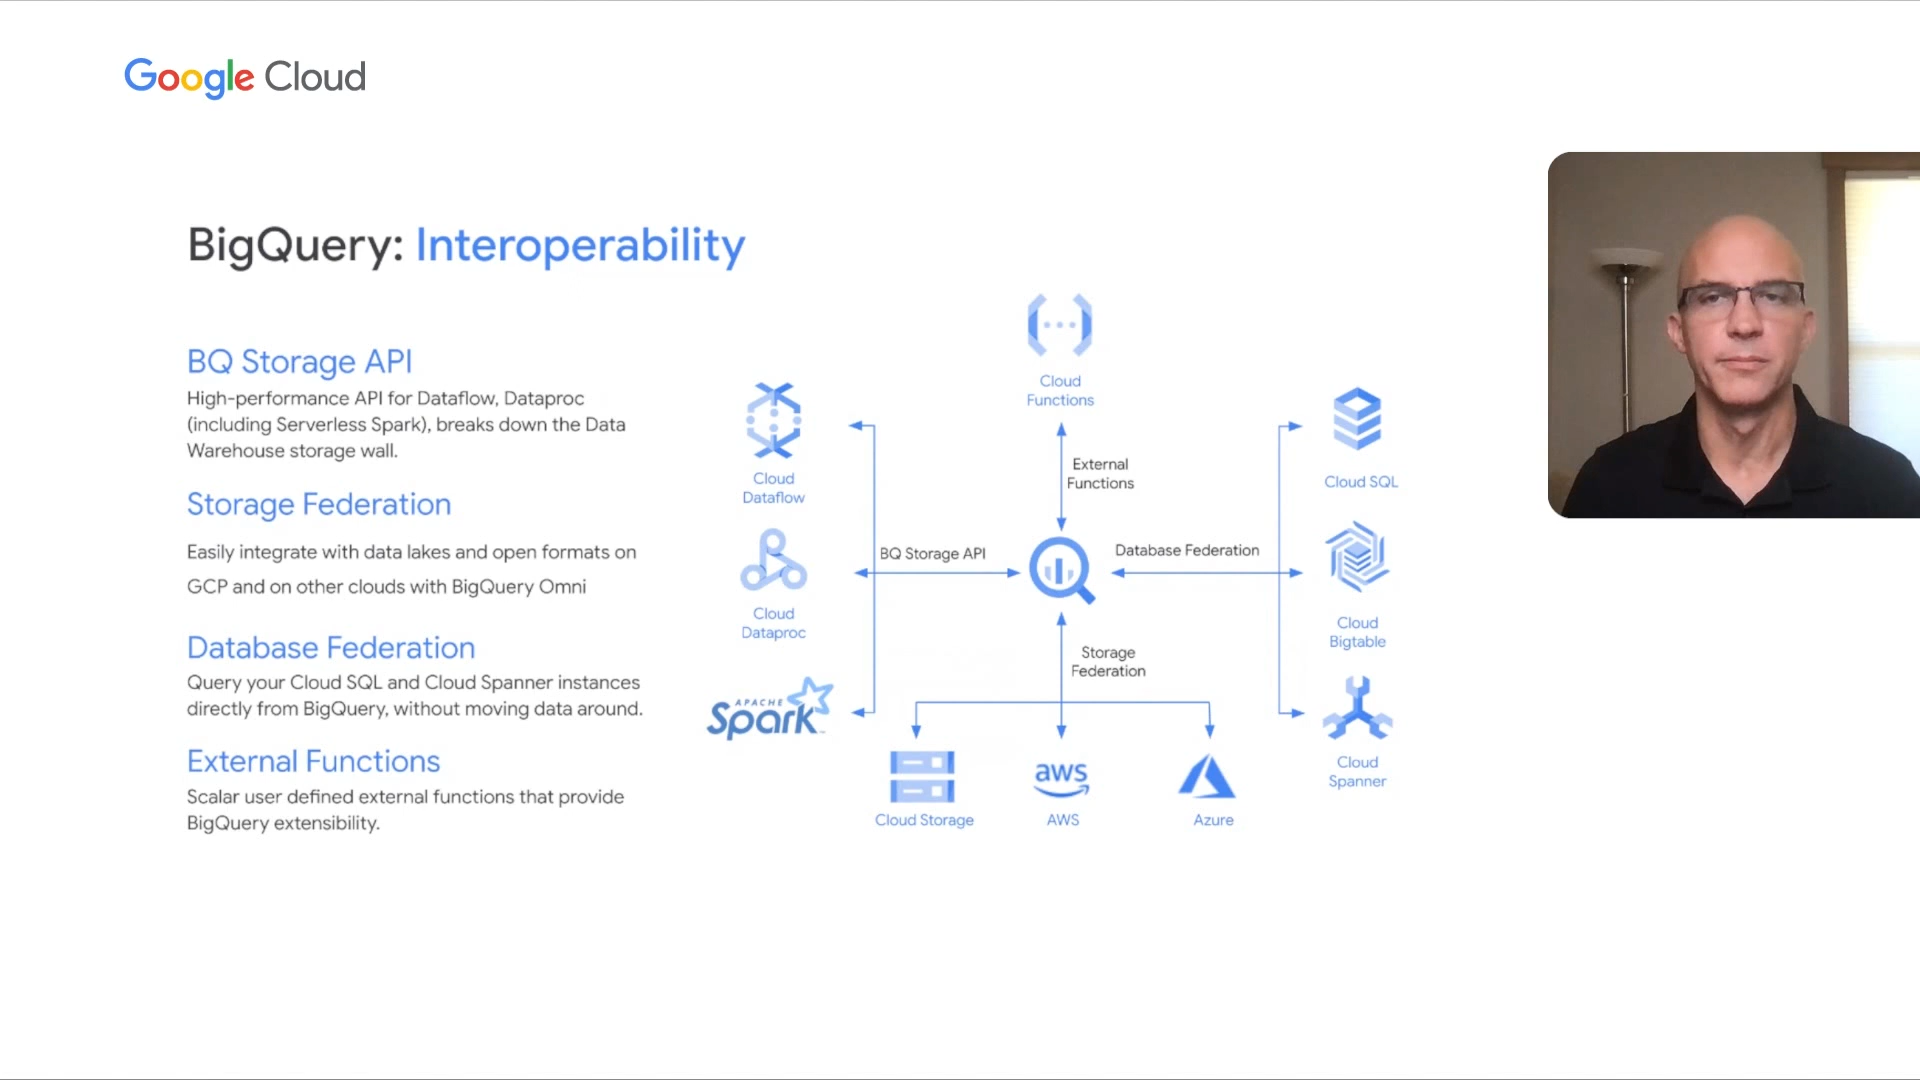 Google Cloud
BigQuery: Interoperability
BQ Storage API
High-performance API for Dataflow, Dataproc
(including Serverless Spark), breaks down the Data
Warehouse storage wall.
Storage Federation
Easily integrate with data lakes and open formats on
GCP and on other clouds with BigQuery Omni
Database Federation
Query your Cloud SQL and Cloud Spanner instances
directly from BigQuery, without moving data around.
External Functions
Scalar user defined external functions that provide
BigQuery extensibility.
Cloud
Functions
External
Functions
Cloud
Dataflow
BQ Storage API
Cloud
Dataproc
APACHE
Spark
Database Federation
Cloud SQL
Cloud
Bigtable
Cloud
Spanner
Storage
Federation
Cloud Storage
aws
AWS
Azure